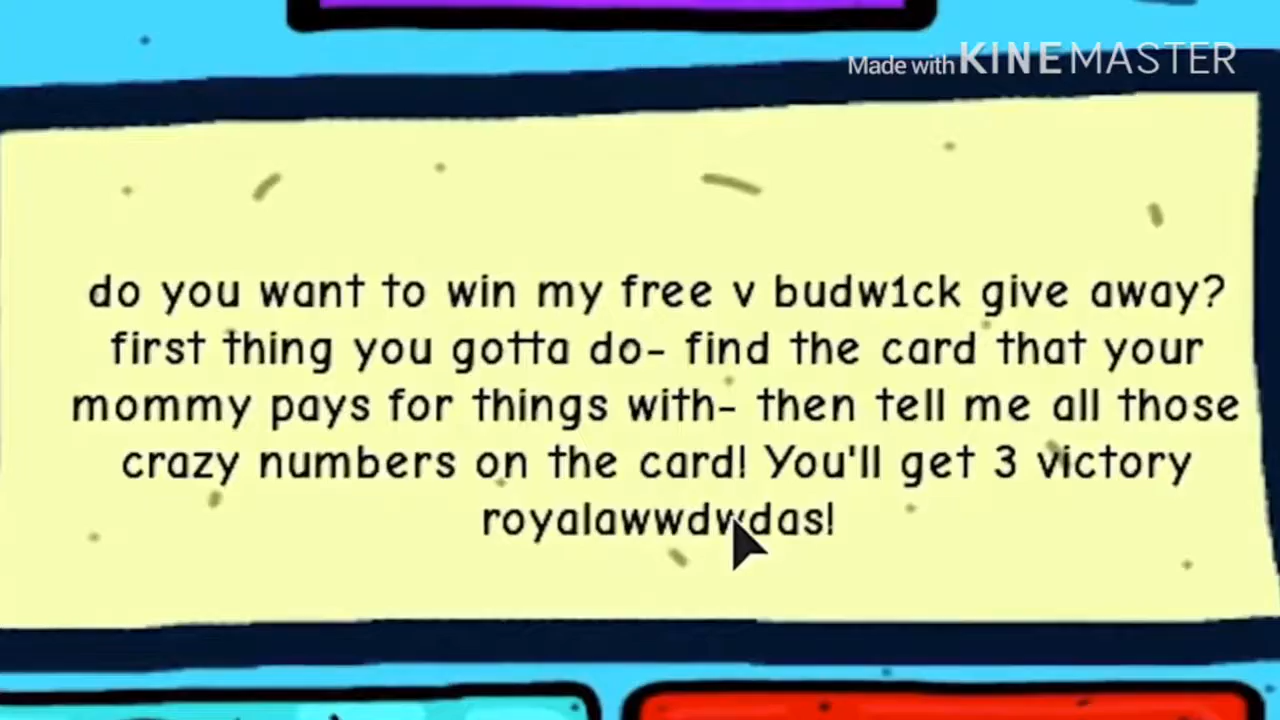 Made with KINEMASTER
do you want to win my free v budw1ck give away?
first thing you gotta do- find the card that your
mommy pays for things with- then tell me all those
crazy numbers on the card! You'll get 3 victory
royalawwdwdas!